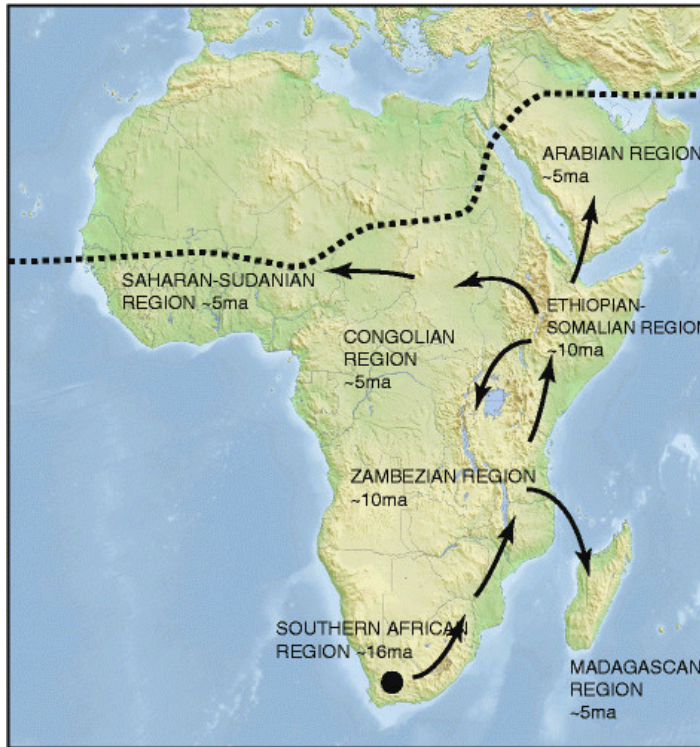 ARABIAN REGION
~5ma
SAHARAN-SUDANIAN
REGION ~5ma
ETHIOPIAN-
SOMALIAN REGION
~10ma
CONGOLIAN
REGION
~5ma
ZAMBEZIAN REGION
~10ma
SOUTHERN AFRICAN
REGION ~16ma
MADAGASCAN
REGION
~5ma